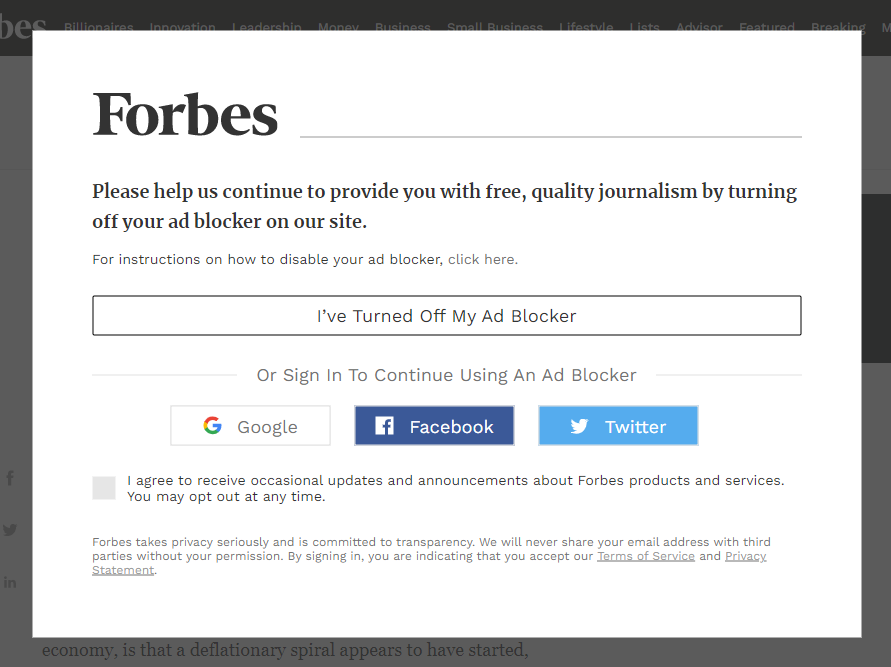 bes Billionaires Innovation Leadership Money Business Small Business Lifestyle Lists Advisor Featured Breaking M
Forbes
Please help us continue to provide you with free, quality journalism by turning
off your ad blocker on our site.
For instructions on how to disable your ad blocker, click here.
I’ve Turned Off My Ad Blocker
Or Sign In To Continue Using An Ad Blocker
Google Facebook Twitter
I agree to receive occasional updates and announcements about Forbes products and services.
You may opt out at any time.
Forbes takes privacy seriously and is committed to transparency. We will never share your email address with third
parties without your permission. By signing in, you are indicating that you accept our Terms of Service and Privacy
Statement.
economy, is that a deflationary spiral appears to have started,